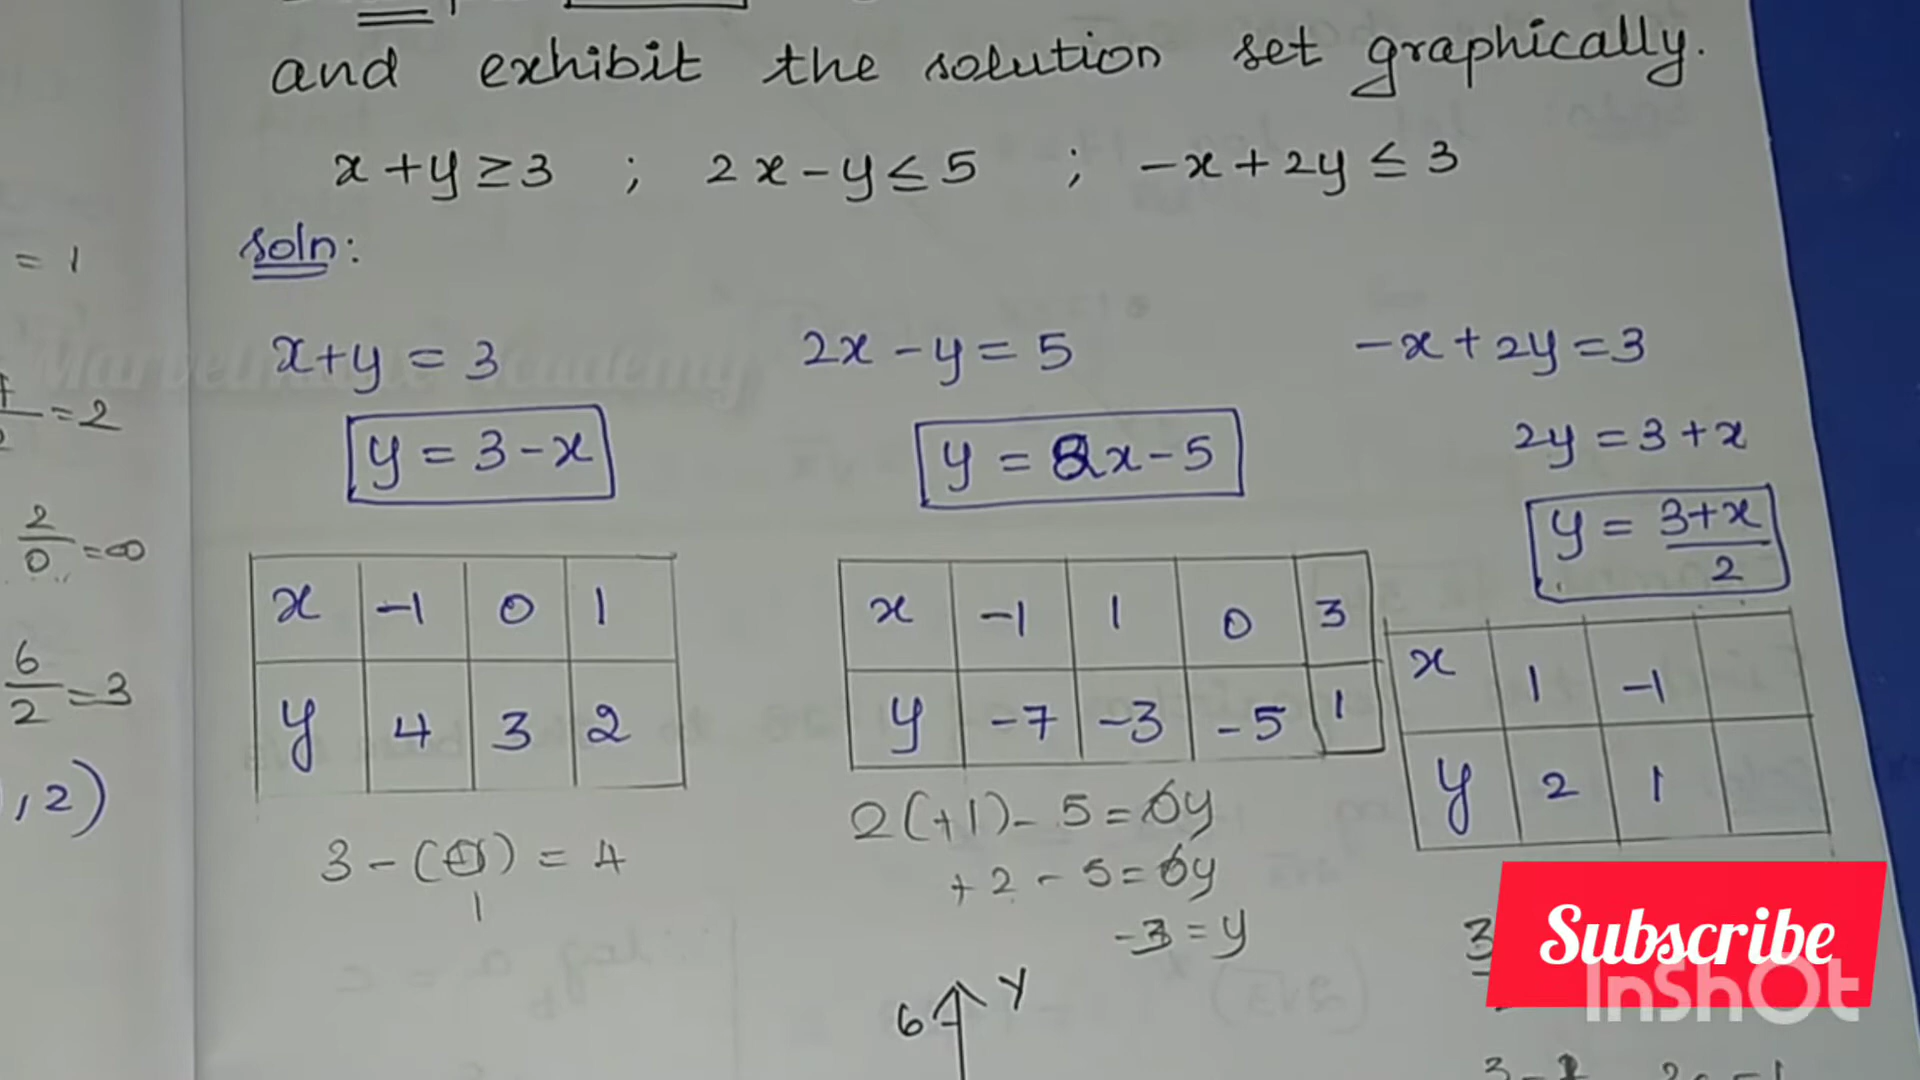 and exhibit the solution set graphically.
x + y ≥ 3 ; 2x - y ≤ 5 ; -x + 2y ≤ 3
soln:
x + y = 3
y = 3 - x
x -1 0 1
y 4 3 2
3 - ( ) = 4
1
2x - y = 5
y = 2x - 5
x -1 1 0 3
y -7 -3 -5 1
2(+1) - 5 = y
+2 - 5 = y
-3 = y
-x + 2y = 3
2y = 3 + x
y = 3+x/2
x 1 -1
y 2 1
3
6 Y
= 1
= 2
2/0 = ∞
6/2 = 3
, 2)
Marvelmatix Academy
Subscribe
InShOt